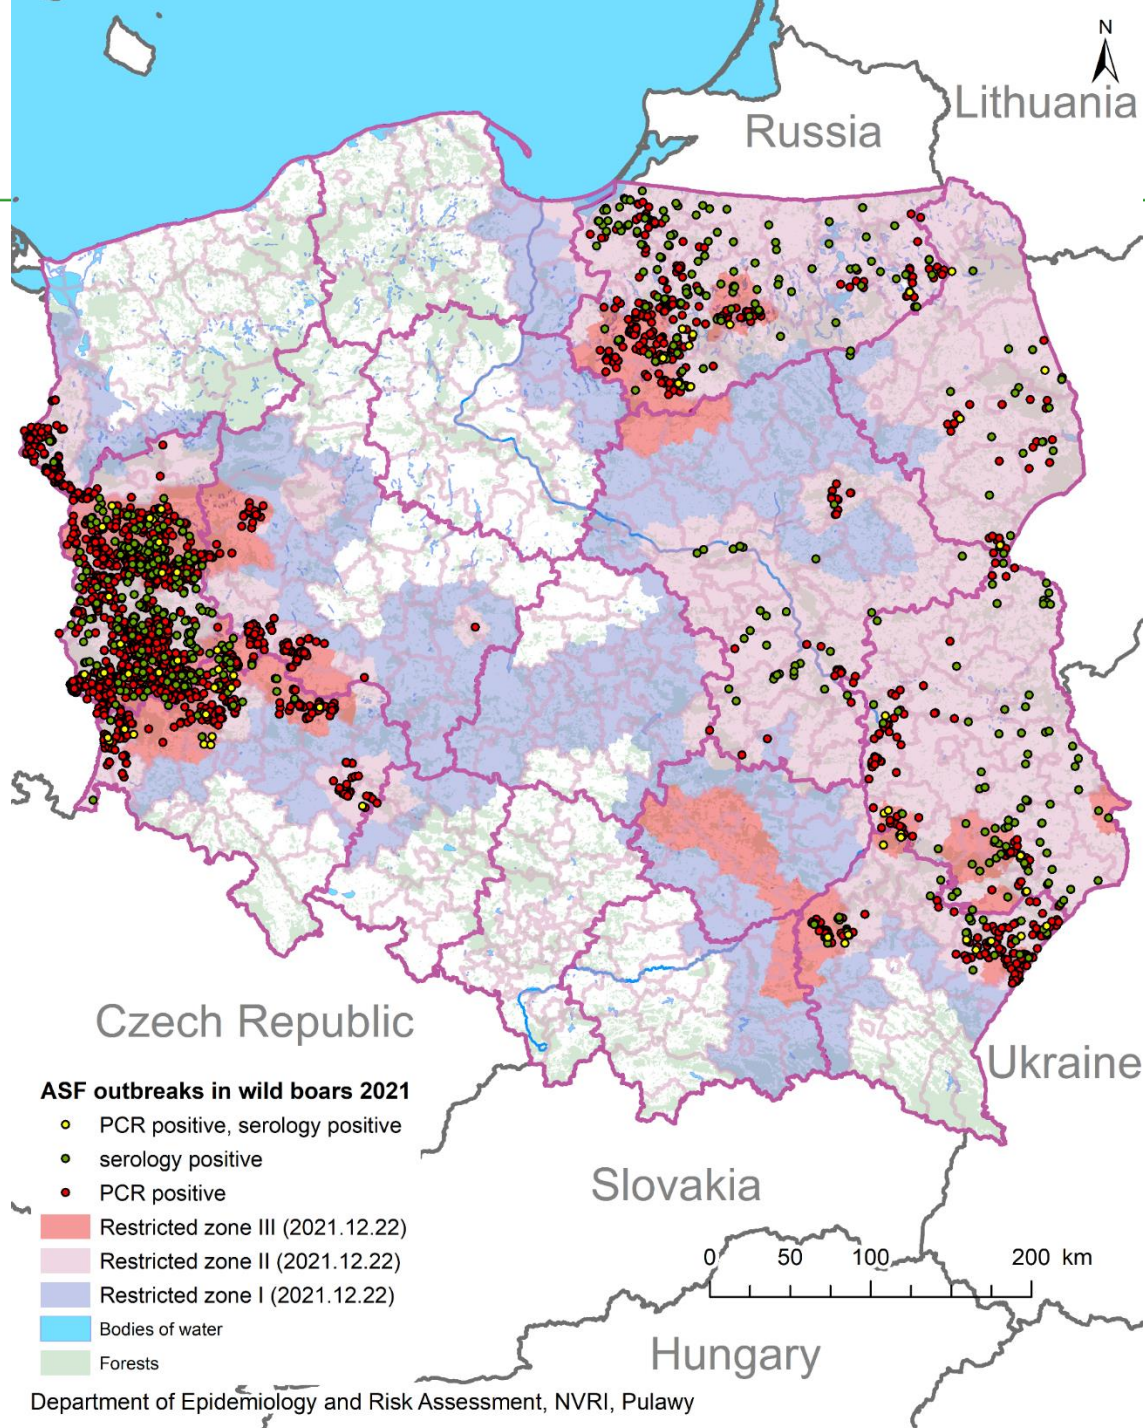 N
Lithuania
Russia
Czech Republic
Ukraine
ASF outbreaks in wild boars 2021
PCR positive, serology positive
serology positive
PCR positive
Slovakia
Restricted zone III (2021.12.22)
Restricted zone II (2021.12.22)
0 50 100 200 km
Restricted zone I (2021.12.22)
Bodies of water
Hungary
Forests
Department of Epidemiology and Risk Assessment, NVRI, Pulawy